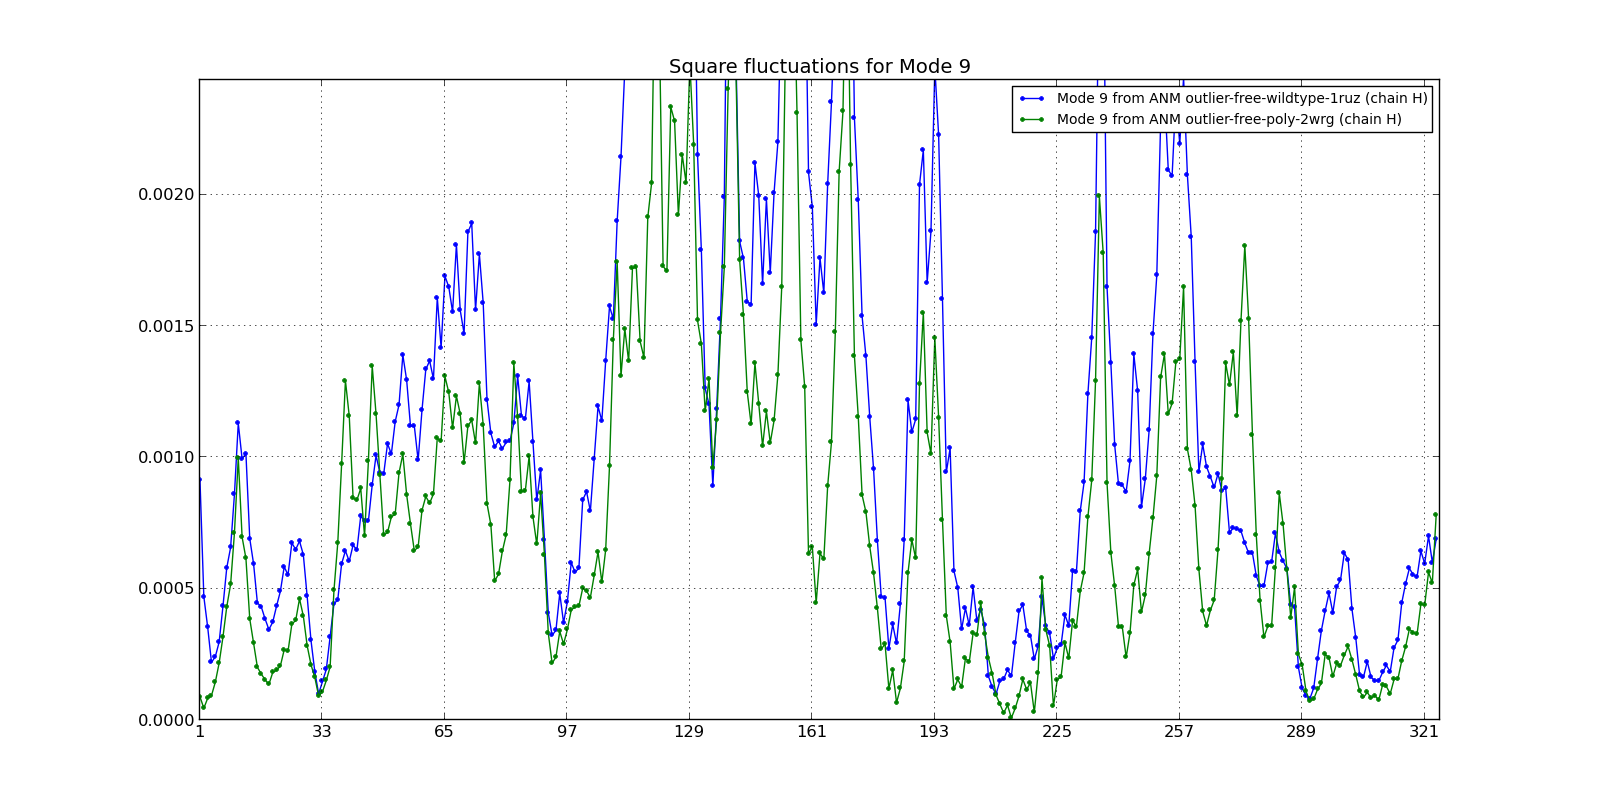 Square fluctuations for Mode 9
Mode 9 from ANM outlier-free-wildtype-1ruz (chain H)
Mode 9 from ANM outlier-free-poly-2wrg (chain H)
0.0020
0.0015
0.0010
0.0005
0.0000
1 33 65 97 129 161 193 225 257 289 321